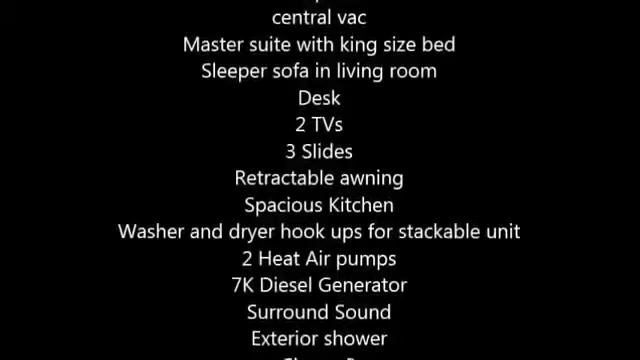 central vac
Master suite with king size bed
Sleeper sofa in living room
Desk
2 TVs
3 Slides
Retractable awning
Spacious Kitchen
Washer and dryer hook ups for stackable unit
2 Heat Air pumps
7K Diesel Generator
Surround Sound
Exterior shower